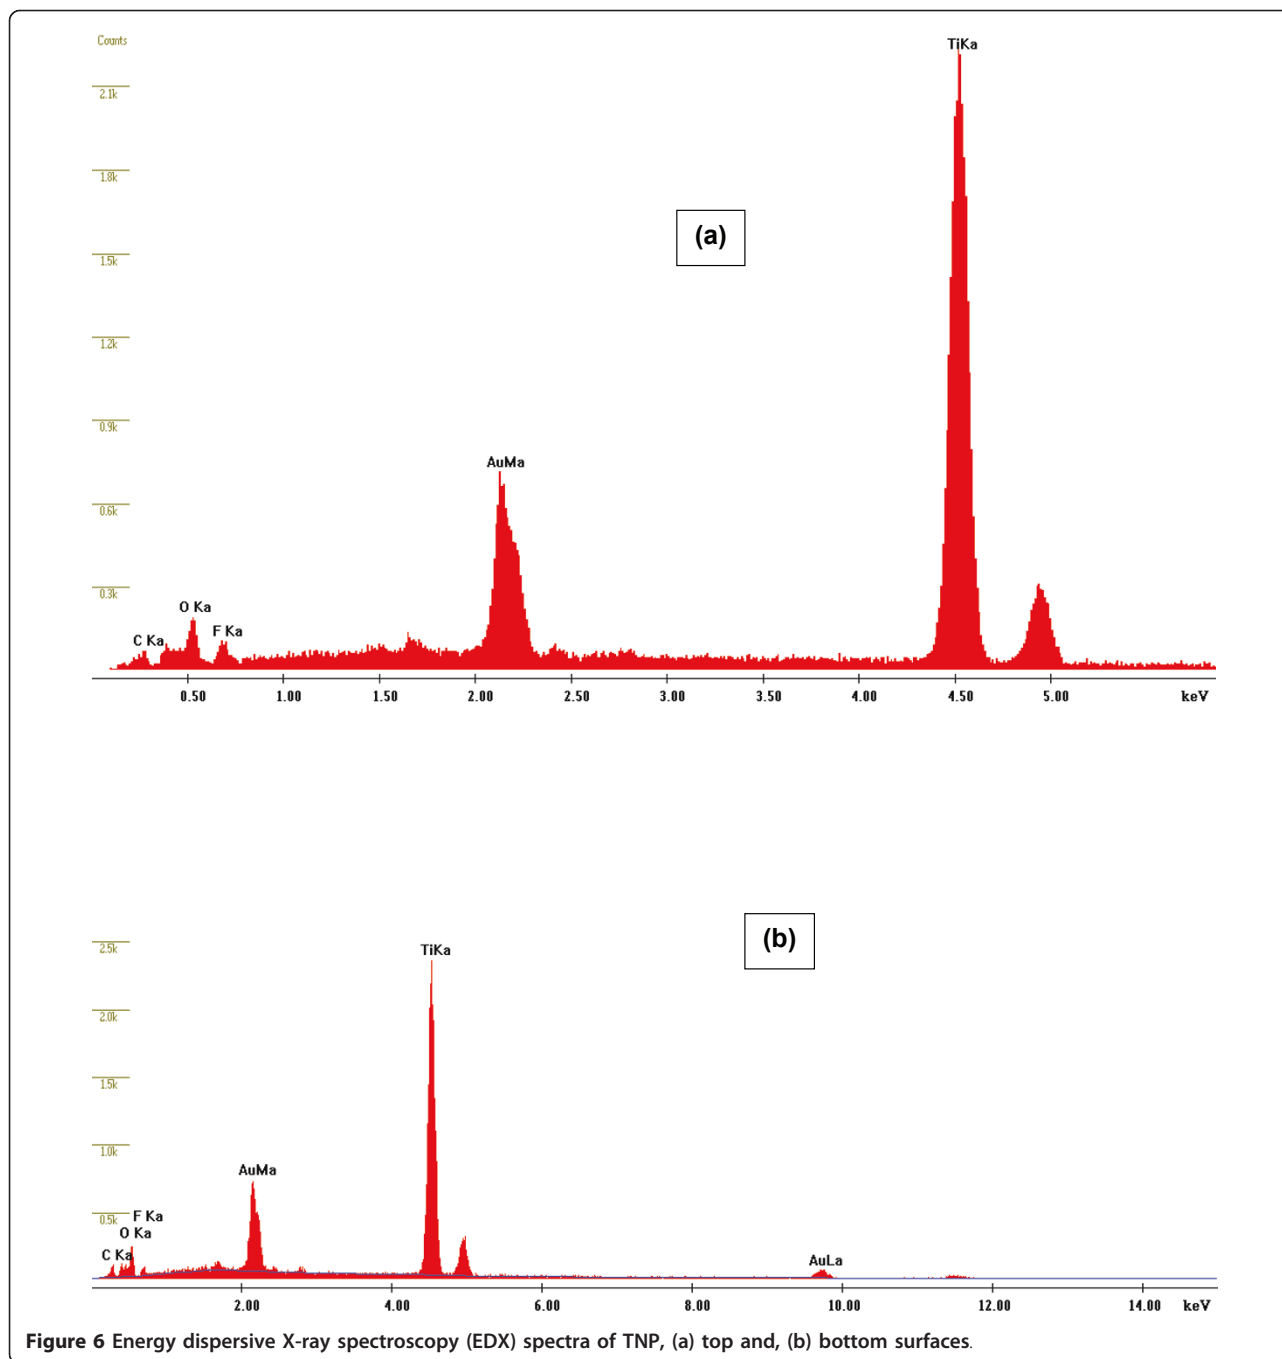 Counts
TiKa
2.1k
1.8k
(a)
1.5k
1.2k
0.9k
AuMa
0.6k
0.3k
O Ka
F Ka
C Ka
0.50 1.00 1.50 2.00 2.50 3.00 3.50 4.00 4.50 5.00 keV
(b)
2.5k
TiKa
2.0k
1.5k
1.0k
AuMa
0.5k
F Ka
O Ka
C Ka
AuLa
2.00 4.00 6.00 8.00 10.00 12.00 14.00 keV
Figure 6 Energy dispersive X-ray spectroscopy (EDX) spectra of TNP, (a) top and, (b) bottom surfaces.